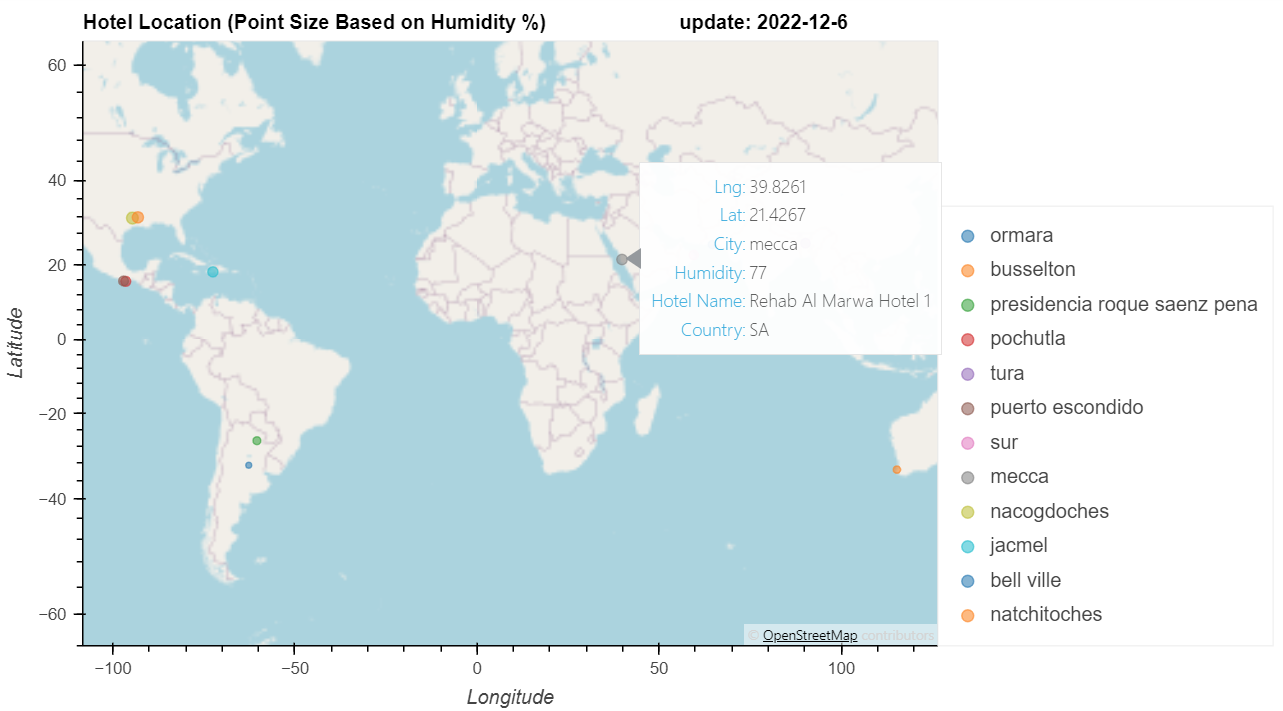 Hotel Location (Point Size Based on Humidity %) update: 2022-12-6
60
40
20
0
−20
−40
−60
Latitude
−100
−50
0
50
100
Longitude
Lng: 39.8261
Lat: 21.4267
City: mecca
Humidity: 77
Hotel Name: Rehab Al Marwa Hotel 1
Country: SA
© OpenStreetMap contributors
ormara
busselton
presidencia roque saenz pena
pochutla
tura
puerto escondido
sur
mecca
nacogdoches
jacmel
bell ville
natchitoches